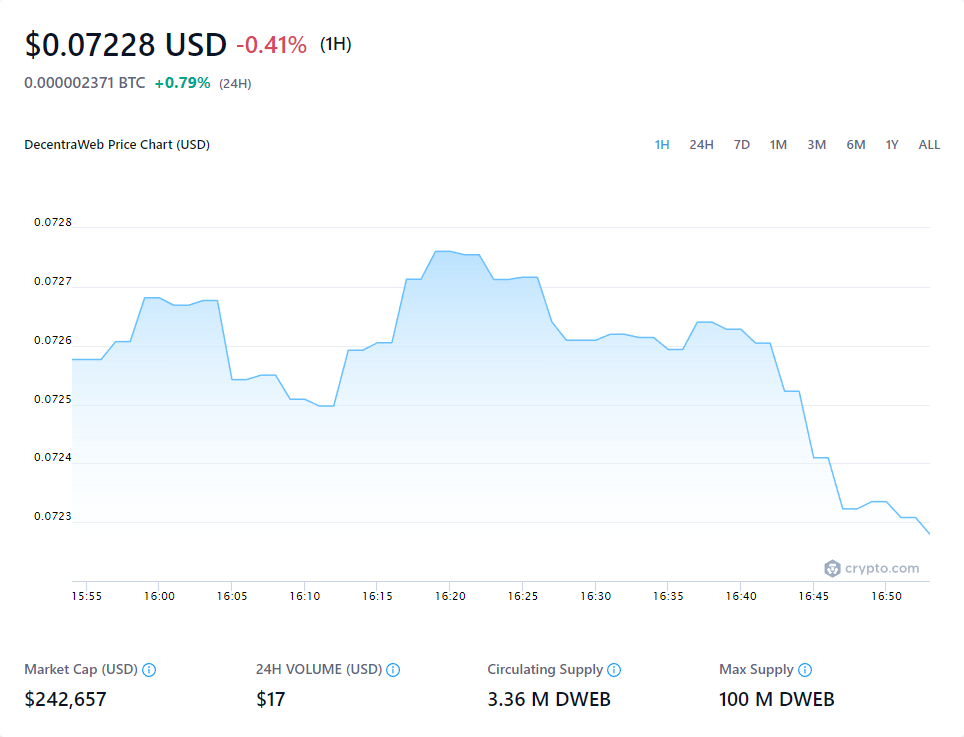 $0.07228 USD -0.41% (1H)
0.000002371 BTC +0.79% (24H)
DecentraWeb Price Chart (USD) 1H 24H 7D 1M 3M 6M 1Y ALL
0.0728
0.0727
0.0726
0.0725
0.0724
0.0723
crypto.com
15:55 16:00 16:05 16:10 16:15 16:20 16:25 16:30 16:35 16:40 16:45 16:50
Market Cap (USD) 24H VOLUME (USD) Circulating Supply Max Supply
$242,657 $17 3.36 M DWEB 100 M DWEB